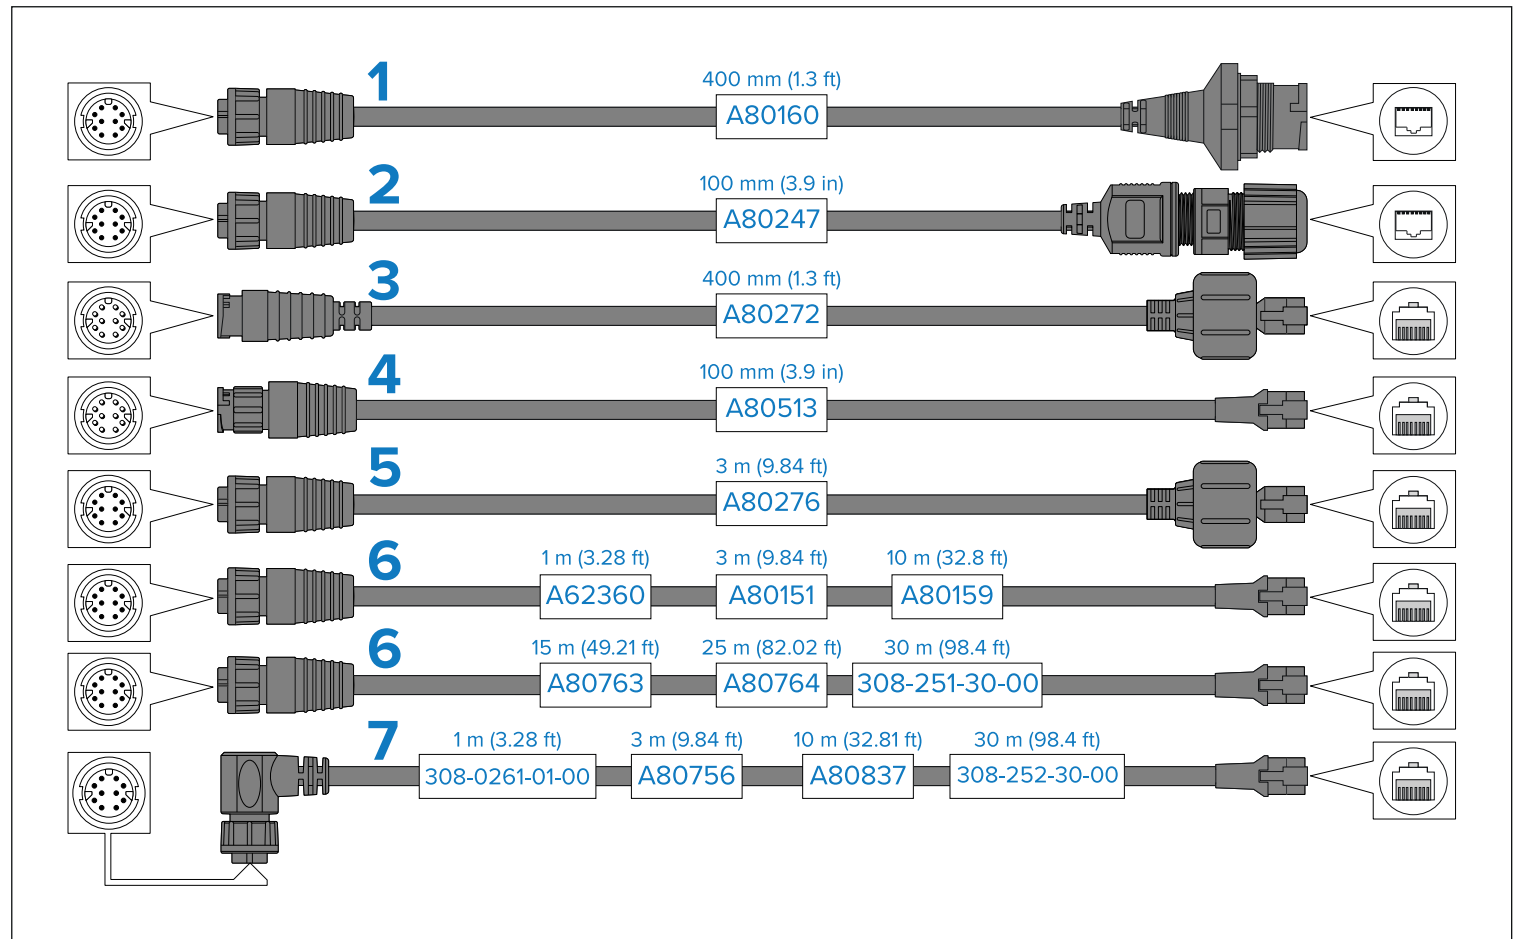 1
400 mm (1.3 ft)
A80160
2
100 mm (3.9 in)
A80247
3
400 mm (1.3 ft)
A80272
4
100 mm (3.9 in)
A80513
5
3 m (9.84 ft)
A80276
6
1 m (3.28 ft) 3 m (9.84 ft) 10 m (32.8 ft)
A62360 A80151 A80159
6
15 m (49.21 ft) 25 m (82.02 ft) 30 m (98.4 ft)
A80763 A80764 308-251-30-00
7
1 m (3.28 ft) 3 m (9.84 ft) 10 m (32.81 ft) 30 m (98.4 ft)
308-0261-01-00 A80756 A80837 308-252-30-00